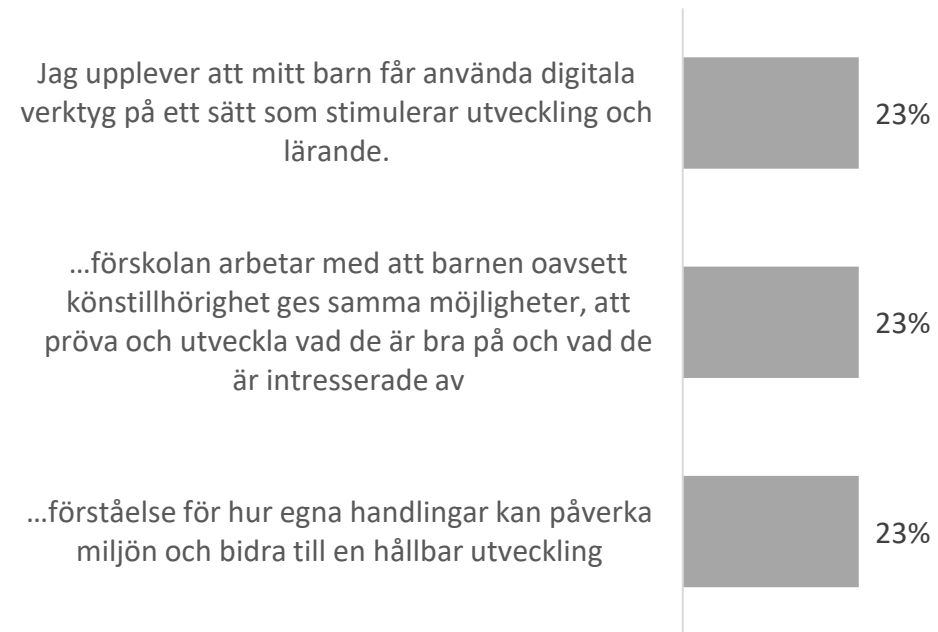 Jag upplever att mitt barn får använda digitala
verktyg på ett sätt som stimulerar utveckling och
lärande.
23%
...förskolan arbetar med att barnen oavsett
könstillhörighet ges samma möjligheter, att
pröva och utveckla vad de är bra på och vad de
är intresserade av
23%
...förståelse för hur egna handlingar kan påverka
miljön och bidra till en hållbar utveckling
23%